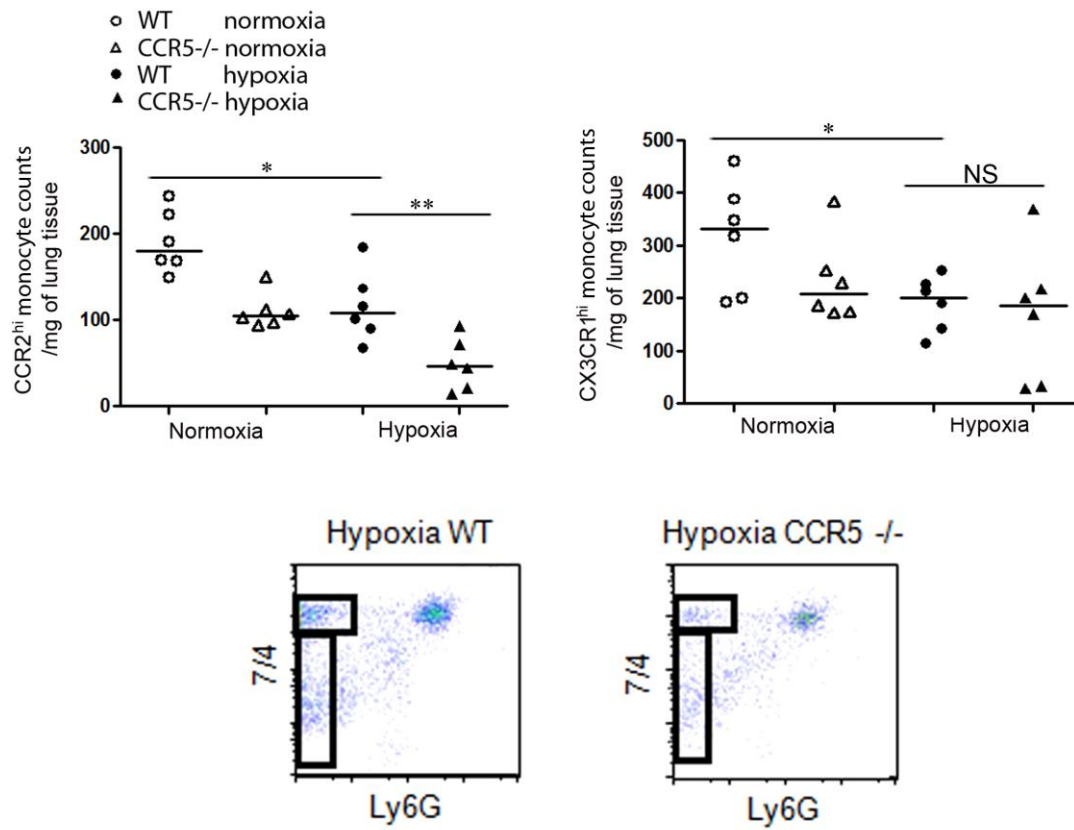 WT normoxia
CCR5-/- normoxia
WT hypoxia
CCR5-/- hypoxia
CCR2hi monocyte counts
/mg of lung tissue
300
200
100
0
*
**
Normoxia Hypoxia
CX3CR1hi monocyte counts
/mg of lung tissue
500
400
300
200
100
0
*
NS
Normoxia Hypoxia
Hypoxia WT
7/4
Ly6G
Hypoxia CCR5 -/-
7/4
Ly6G